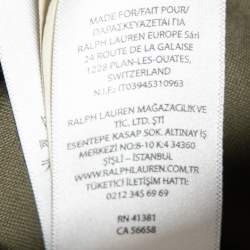 MADE FOR/FAIT POUR/
ΠΑΡΑΣΚΕΥΑΖΕΤΑΙ ΓΙΑ
RALPH LAUREN EUROPE Sàrl
24 ROUTE DE LA GALAISE
1228 PLAN-LES-OUATES,
SWITZERLAND
N.I.F: IT03945310963
RALPH LAUREN MAĞAZACILIK VE
TIC. LTD. ŞTİ
ESENTEPE KASAP SOK. ALTINAY İŞ
MERKEZİ NO:8-10 K:4 34360
ŞİŞLİ - İSTANBUL
WWW.RALPHLAUREN.COM.TR
TÜKETİCİ İLETİŞİM HATTI:
0212 345 69 69
RN 41381
CA 56658